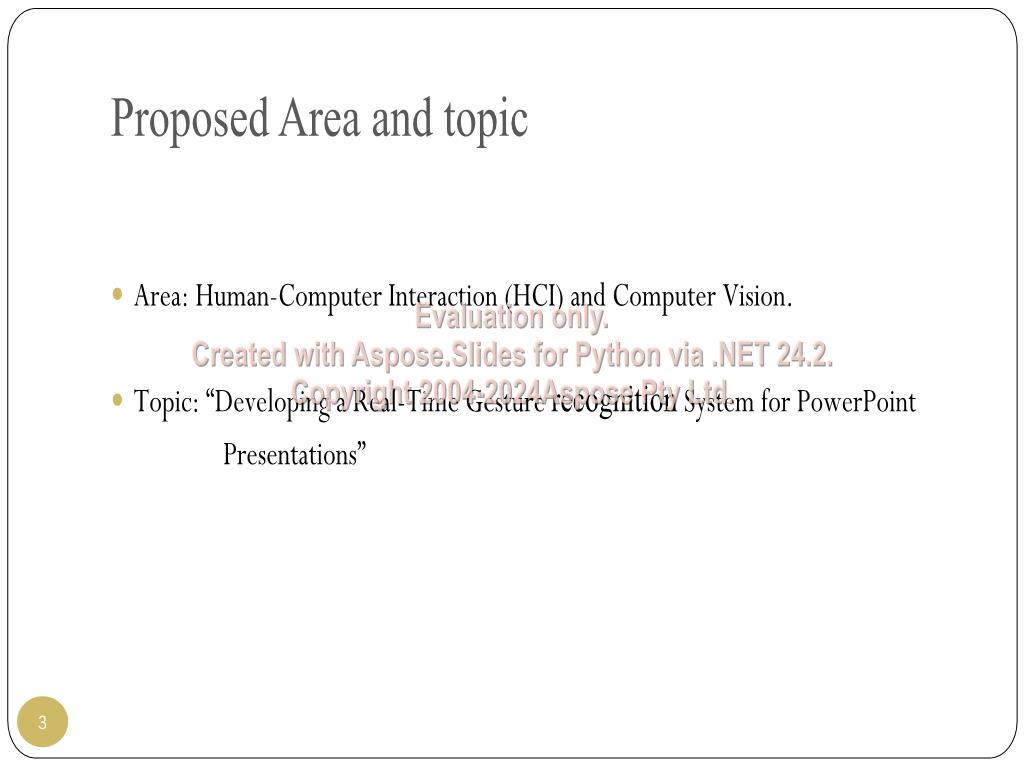 Proposed Area and topic
• Area: Human-Computer Interaction (HCI) and Computer Vision.
Evaluation only.
Created with Aspose.Slides for Python via .NET 24.2.
Copyright 2004-2024Aspose Pty Ltd.
• Topic: “Developing a Real-Time Gesture recognition System for PowerPoint
Presentations”
3